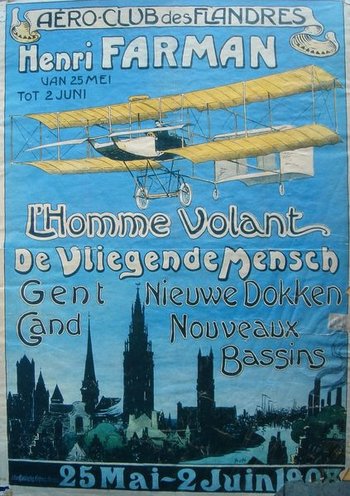 AËRO-CLUB des FLANDRES
Henri FARMAN
VAN 25 MEI
TOT 2 JUNI
L'Homme Volant
De Vliegende Mensch
Gent Nieuwe Dokken
Gand Nouveaux
Bassins
25 Mai-2 Juin